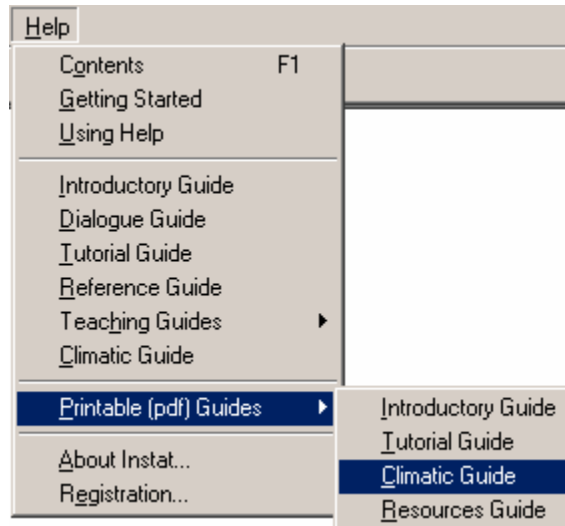 Help
Contents F1
Getting Started
Using Help
Introductory Guide
Dialogue Guide
Tutorial Guide
Reference Guide
Teaching Guides
Climatic Guide
Printable (pdf) Guides
About Instat...
Registration...
Introductory Guide
Tutorial Guide
Climatic Guide
Resources Guide